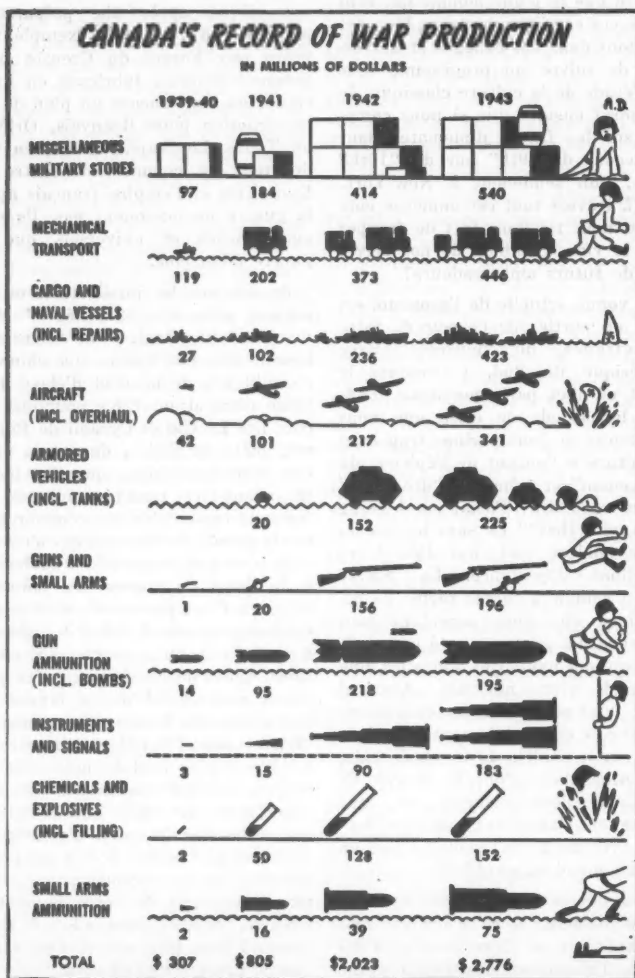 CANADA'S RECORD OF WAR PRODUCTION
IN MILLIONS OF DOLLARS
1939-40 1941 1942 1943
A.D.
MISCELLANEOUS
MILITARY STORES
97 184 540
MECHANICAL
TRANSPORT
119 202 373 446
CARGO AND
NAVAL VESSELS
(INCL. REPAIRS)
27 102 236 423
AIRCRAFT
(INCL. OVERHAUL)
42 101 217 341
ARMORED
VEHICLES
(INCL. TANKS)
— 20 152 225
GUNS AND
SMALL ARMS
1 20 156 196
GUN
AMMUNITION
(INCL. BOMBS)
14 95 218 195
INSTRUMENTS
AND SIGNALS
3 15 90 183
CHEMICALS AND
EXPLOSIVES
(INCL. FILLING)
2 50 128 152
SMALL ARMS
AMMUNITION
2 16 39 75
TOTAL $ 307 $ 805 $2,023 $ 2,776